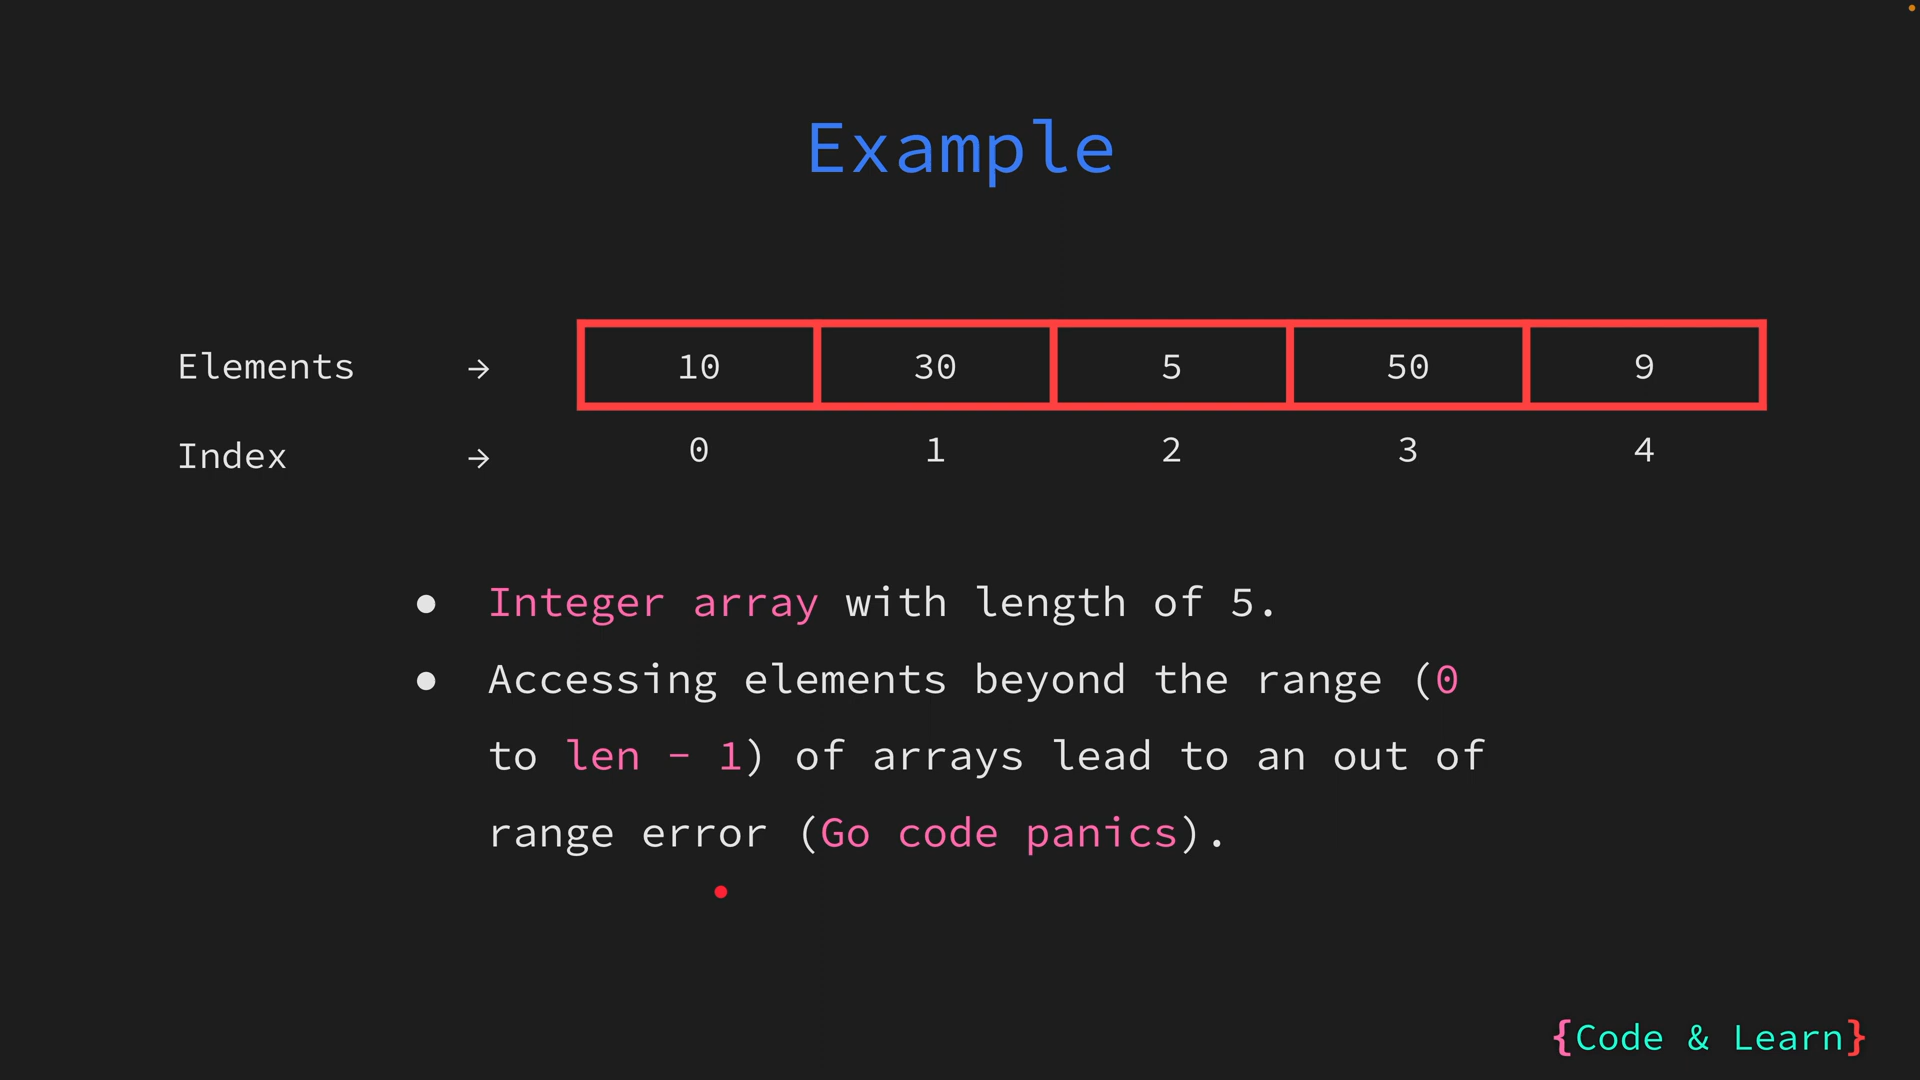 Example
Elements → 10 30 5 50 9
Index → 0 1 2 3 4
● Integer array with length of 5.
● Accessing elements beyond the range (0
to len - 1) of arrays lead to an out of
range error (Go code panics).
{Code & Learn}